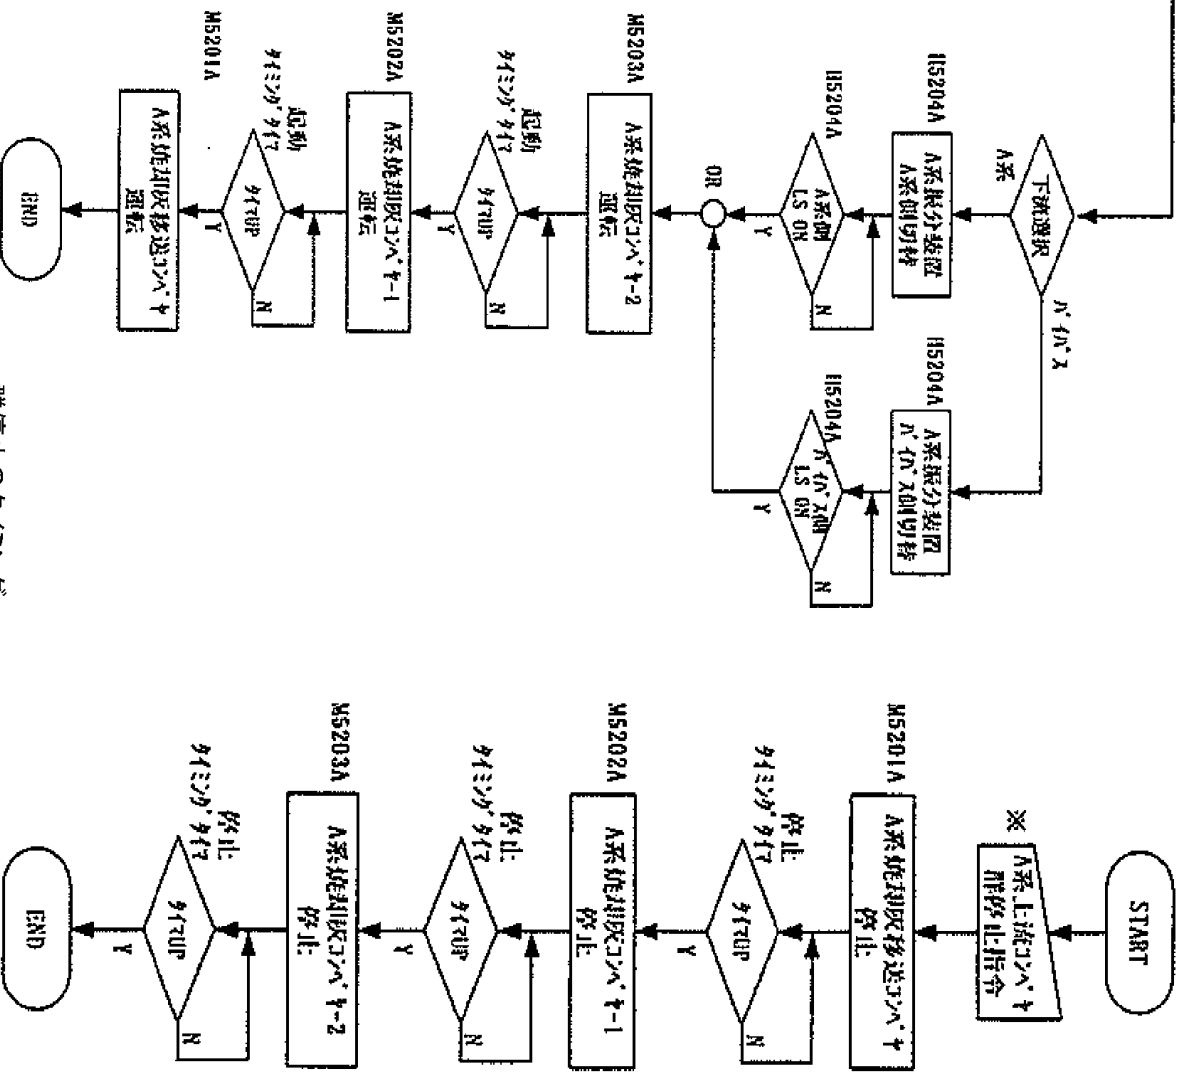 下流選択
A系
バイパス
H5204A
A系振分装置
A系側切替
H5204A
A系振分装置
バイパス側切替
H5204A
A系側
LS ON
Y
N
H5204A
バイパス側
LS ON
Y
N
OR
M5203A
A系焼却灰コンベヤ-2
運転
起動
タイミングタイマ
タイマUP
Y
N
M5202A
A系焼却灰コンベヤ-1
運転
起動
タイミングタイマ
タイマUP
Y
N
M5201A
A系焼却灰移送コンベヤ
運転
END
START
※
A系上流コンベヤ
群停止指令
M5201A
A系焼却灰移送コンベヤ
停止
停止
タイミングタイマ
タイマUP
Y
N
M5202A
A系焼却灰コンベヤ-1
停止
停止
タイミングタイマ
タイマUP
Y
N
M5203A
A系焼却灰コンベヤ-2
停止
停止
タイミングタイマ
タイマUP
Y
N
END